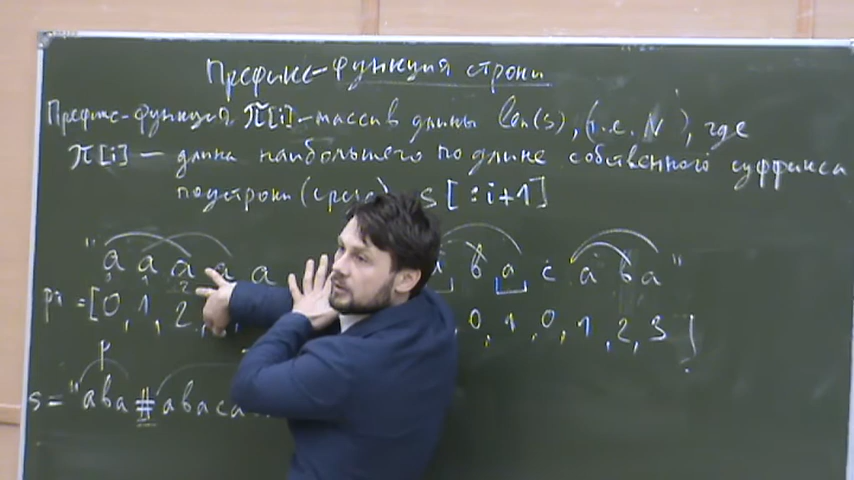 Префикс-функция строки
Префикс-функция π[i] - массив длины len(s), (т.е. N), где
π[i] — длина наибольшего по длине собственного суффикса
подстроки (среза) s[:i+1]
"a a a a a b a c a b a"
pi = [0, 1, 2, , 0, 1, 0, 1, 2, 3]
p
s = "aba#abaca